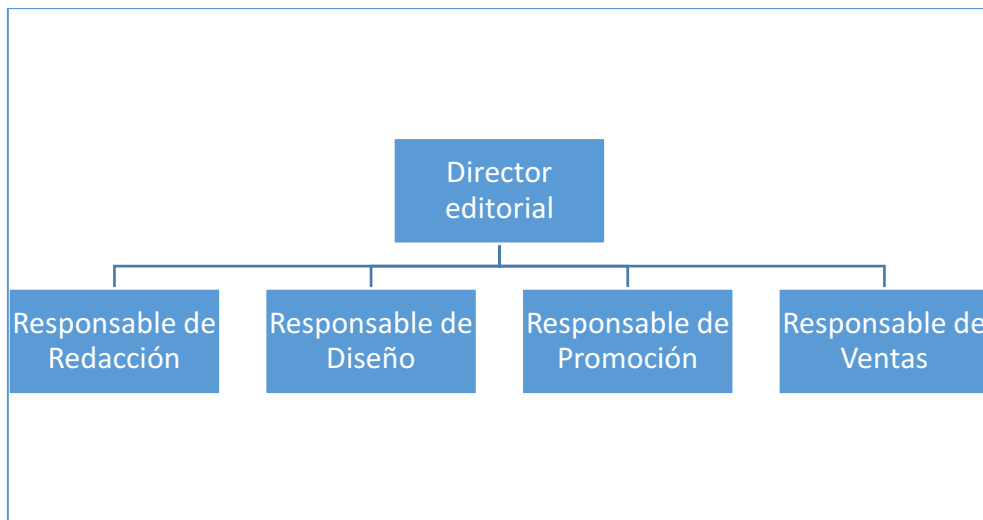 Director
editorial
Responsable de
Redacción
Responsable de
Diseño
Responsable de
Promoción
Responsable de
Ventas